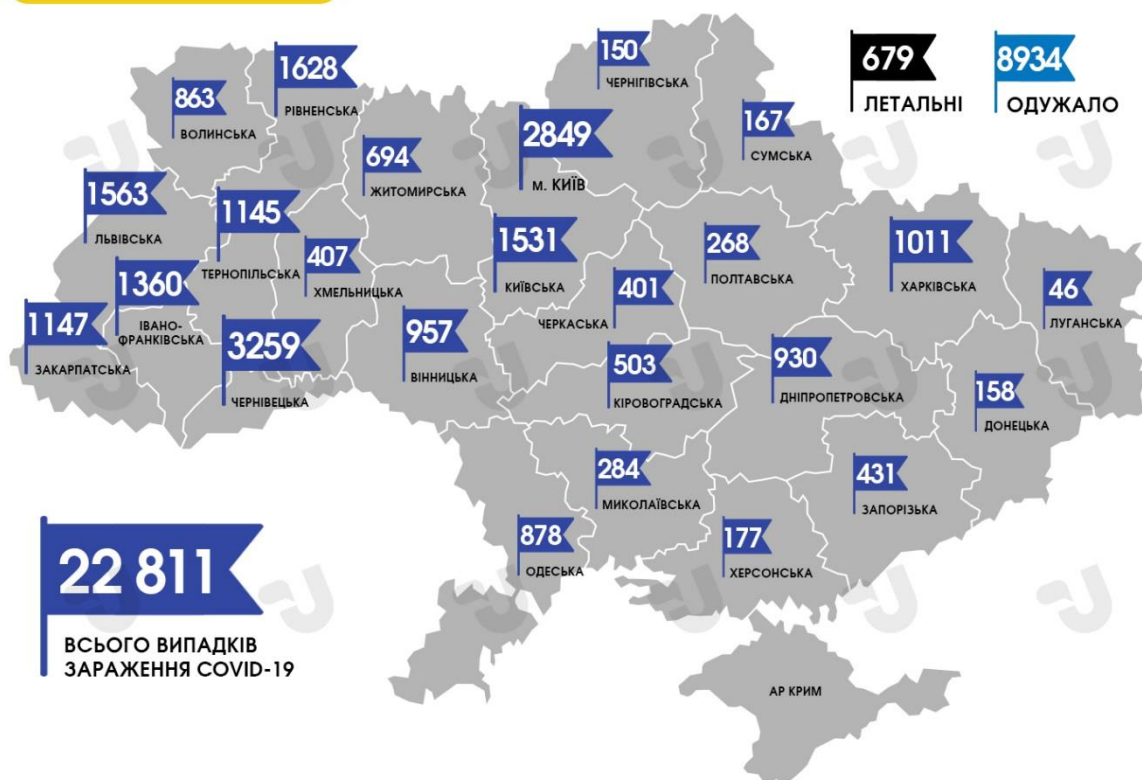 679
ЛЕТАЛЬНІ
8934
ОДУЖАЛО
150
ЧЕРНІГІВСЬКА
1628
РІВНЕНСЬКА
863
ВОЛИНСЬКА
167
СУМСЬКА
2849
м. КИЇВ
694
ЖИТОМИРСЬКА
1563
ЛЬВІВСЬКА
1145
ТЕРНОПІЛЬСЬКА
407
ХМЕЛЬНИЦЬКА
1531
КИЇВСЬКА
268
ПОЛТАВСЬКА
1011
ХАРКІВСЬКА
46
ЛУГАНСЬКА
1360
ІВАНО-
ФРАНКІВСЬКА
401
ЧЕРКАСЬКА
1147
ЗАКАРПАТСЬКА
3259
ЧЕРНІВЕЦЬКА
957
ВІННИЦЬКА
503
КІРОВОГРАДСЬКА
930
ДНІПРОПЕТРОВСЬКА
158
ДОНЕЦЬКА
284
МИКОЛАЇВСЬКА
431
ЗАПОРІЗЬКА
878
ОДЕСЬКА
177
ХЕРСОНСЬКА
22 811
ВСЬОГО ВИПАДКІВ
ЗАРАЖЕННЯ COVID-19
АР КРИМ